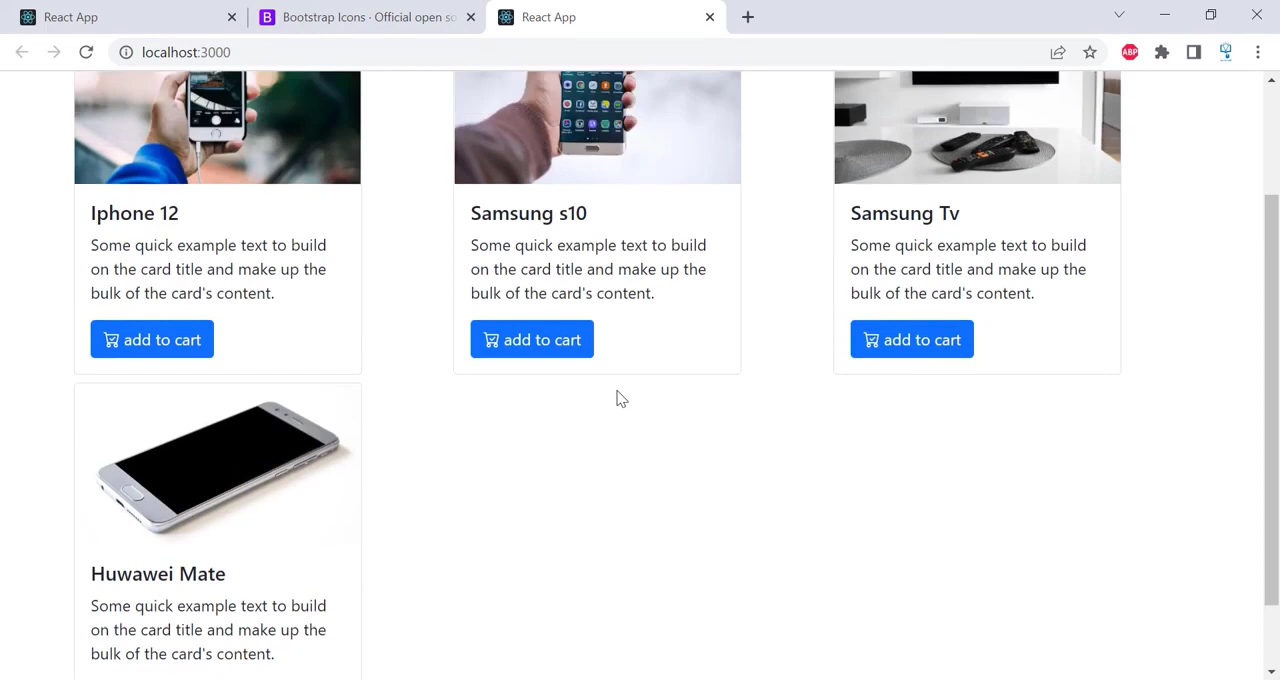 React App
Bootstrap Icons · Official open so
React App
localhost:3000
ABP
Iphone 12
Some quick example text to build
on the card title and make up the
bulk of the card's content.
add to cart
Samsung s10
Some quick example text to build
on the card title and make up the
bulk of the card's content.
add to cart
Samsung Tv
Some quick example text to build
on the card title and make up the
bulk of the card's content.
add to cart
Huwawei Mate
Some quick example text to build
on the card title and make up the
bulk of the card's content.